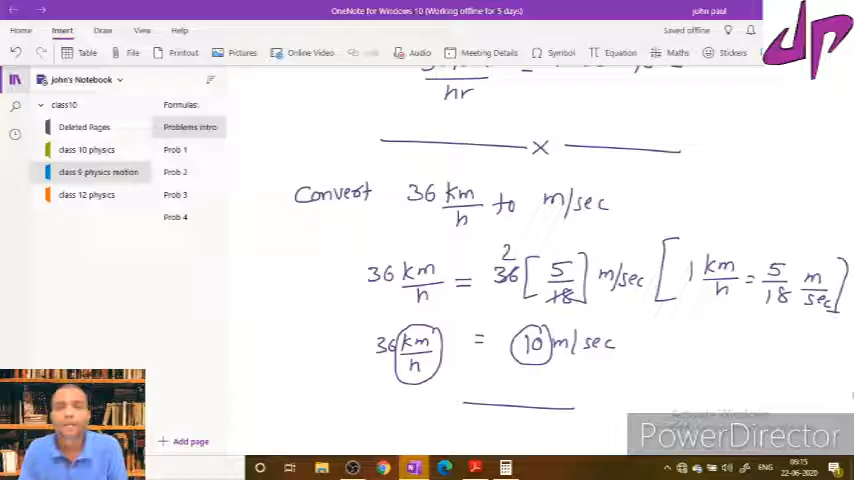 OneNote for Windows 10 (Working offline for 5 days)
john paul
Home Insert Draw View Help
Saved offline
Table File Printout Pictures Online Video Audio Meeting Details Symbol Equation Maths Stickers
john's Notebook
class10
Deleted Pages
class 10 physics
class 9 physics motion
class 12 physics
Formulas:
Problems intro
Prob 1
Prob 2
Prob 3
Prob 4
hr
x
Convert 36 km/h to m/sec
36 km/h = 36 2 [5/18] m/sec [1 km/h = 5/18 m/sec]
36 km/h = 10 m/sec
Add page
PowerDirector
ENG
06:15
22-06-2020
dp